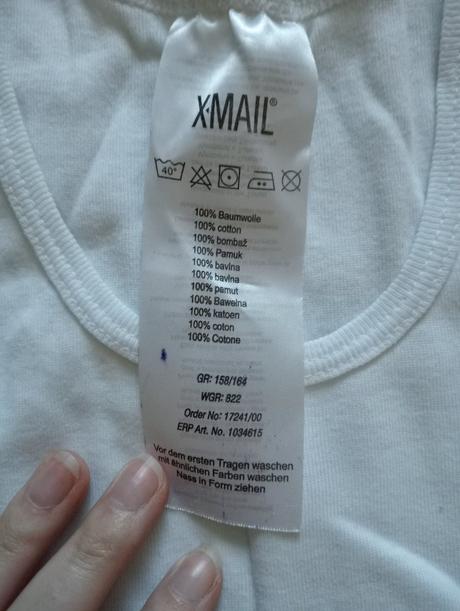 X-MAIL®
40°
100% Baumwolle
100% cotton
100% bombaž
100% Pamuk
100% bavina
100% bavlna
100% pamut
100% Bawelna
100% katoen
100% coton
100% Cotone
GR: 158/164
WGR: 822
Order No: 17241/00
ERP Art. No. 1034615
Vor dem ersten Tragen waschen
mit ähnlichen Farben waschen
Nass in Form ziehen